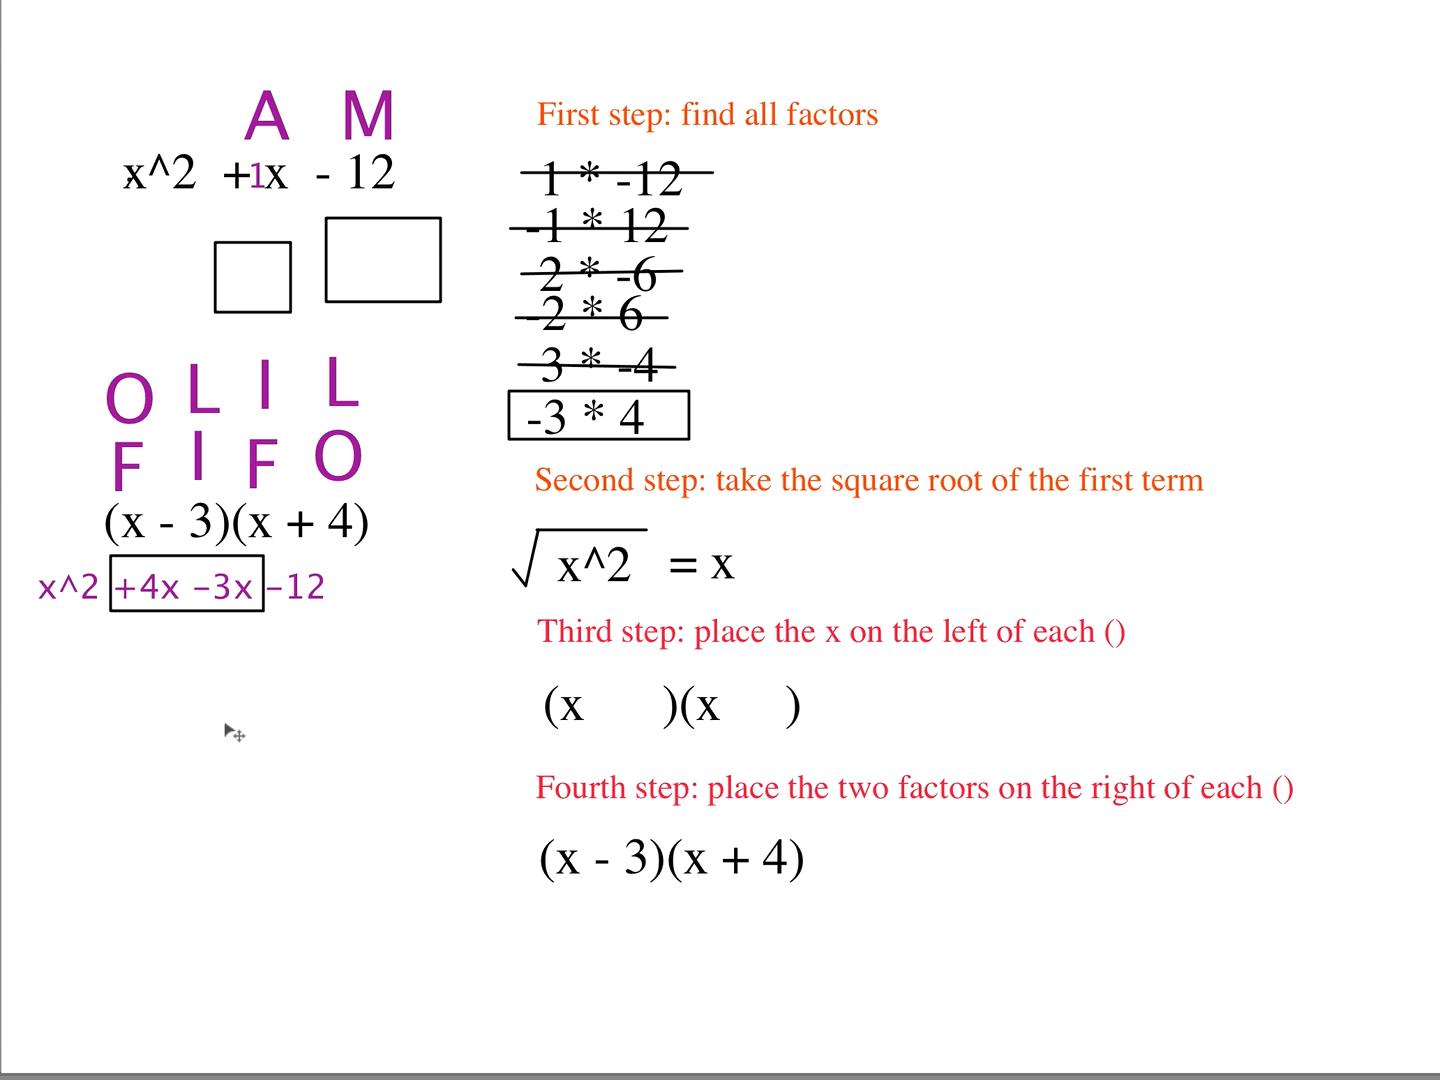 A M
x^2 +1x - 12
O L I L
F I F O
(x - 3)(x + 4)
x^2 +4x -3x -12
First step: find all factors
1 * -12
-1 * 12
2 * -6
-2 * 6
3 * -4
-3 * 4
Second step: take the square root of the first term
√x^2 = x
Third step: place the x on the left of each ()
(x )(x )
Fourth step: place the two factors on the right of each ()
(x - 3)(x + 4)